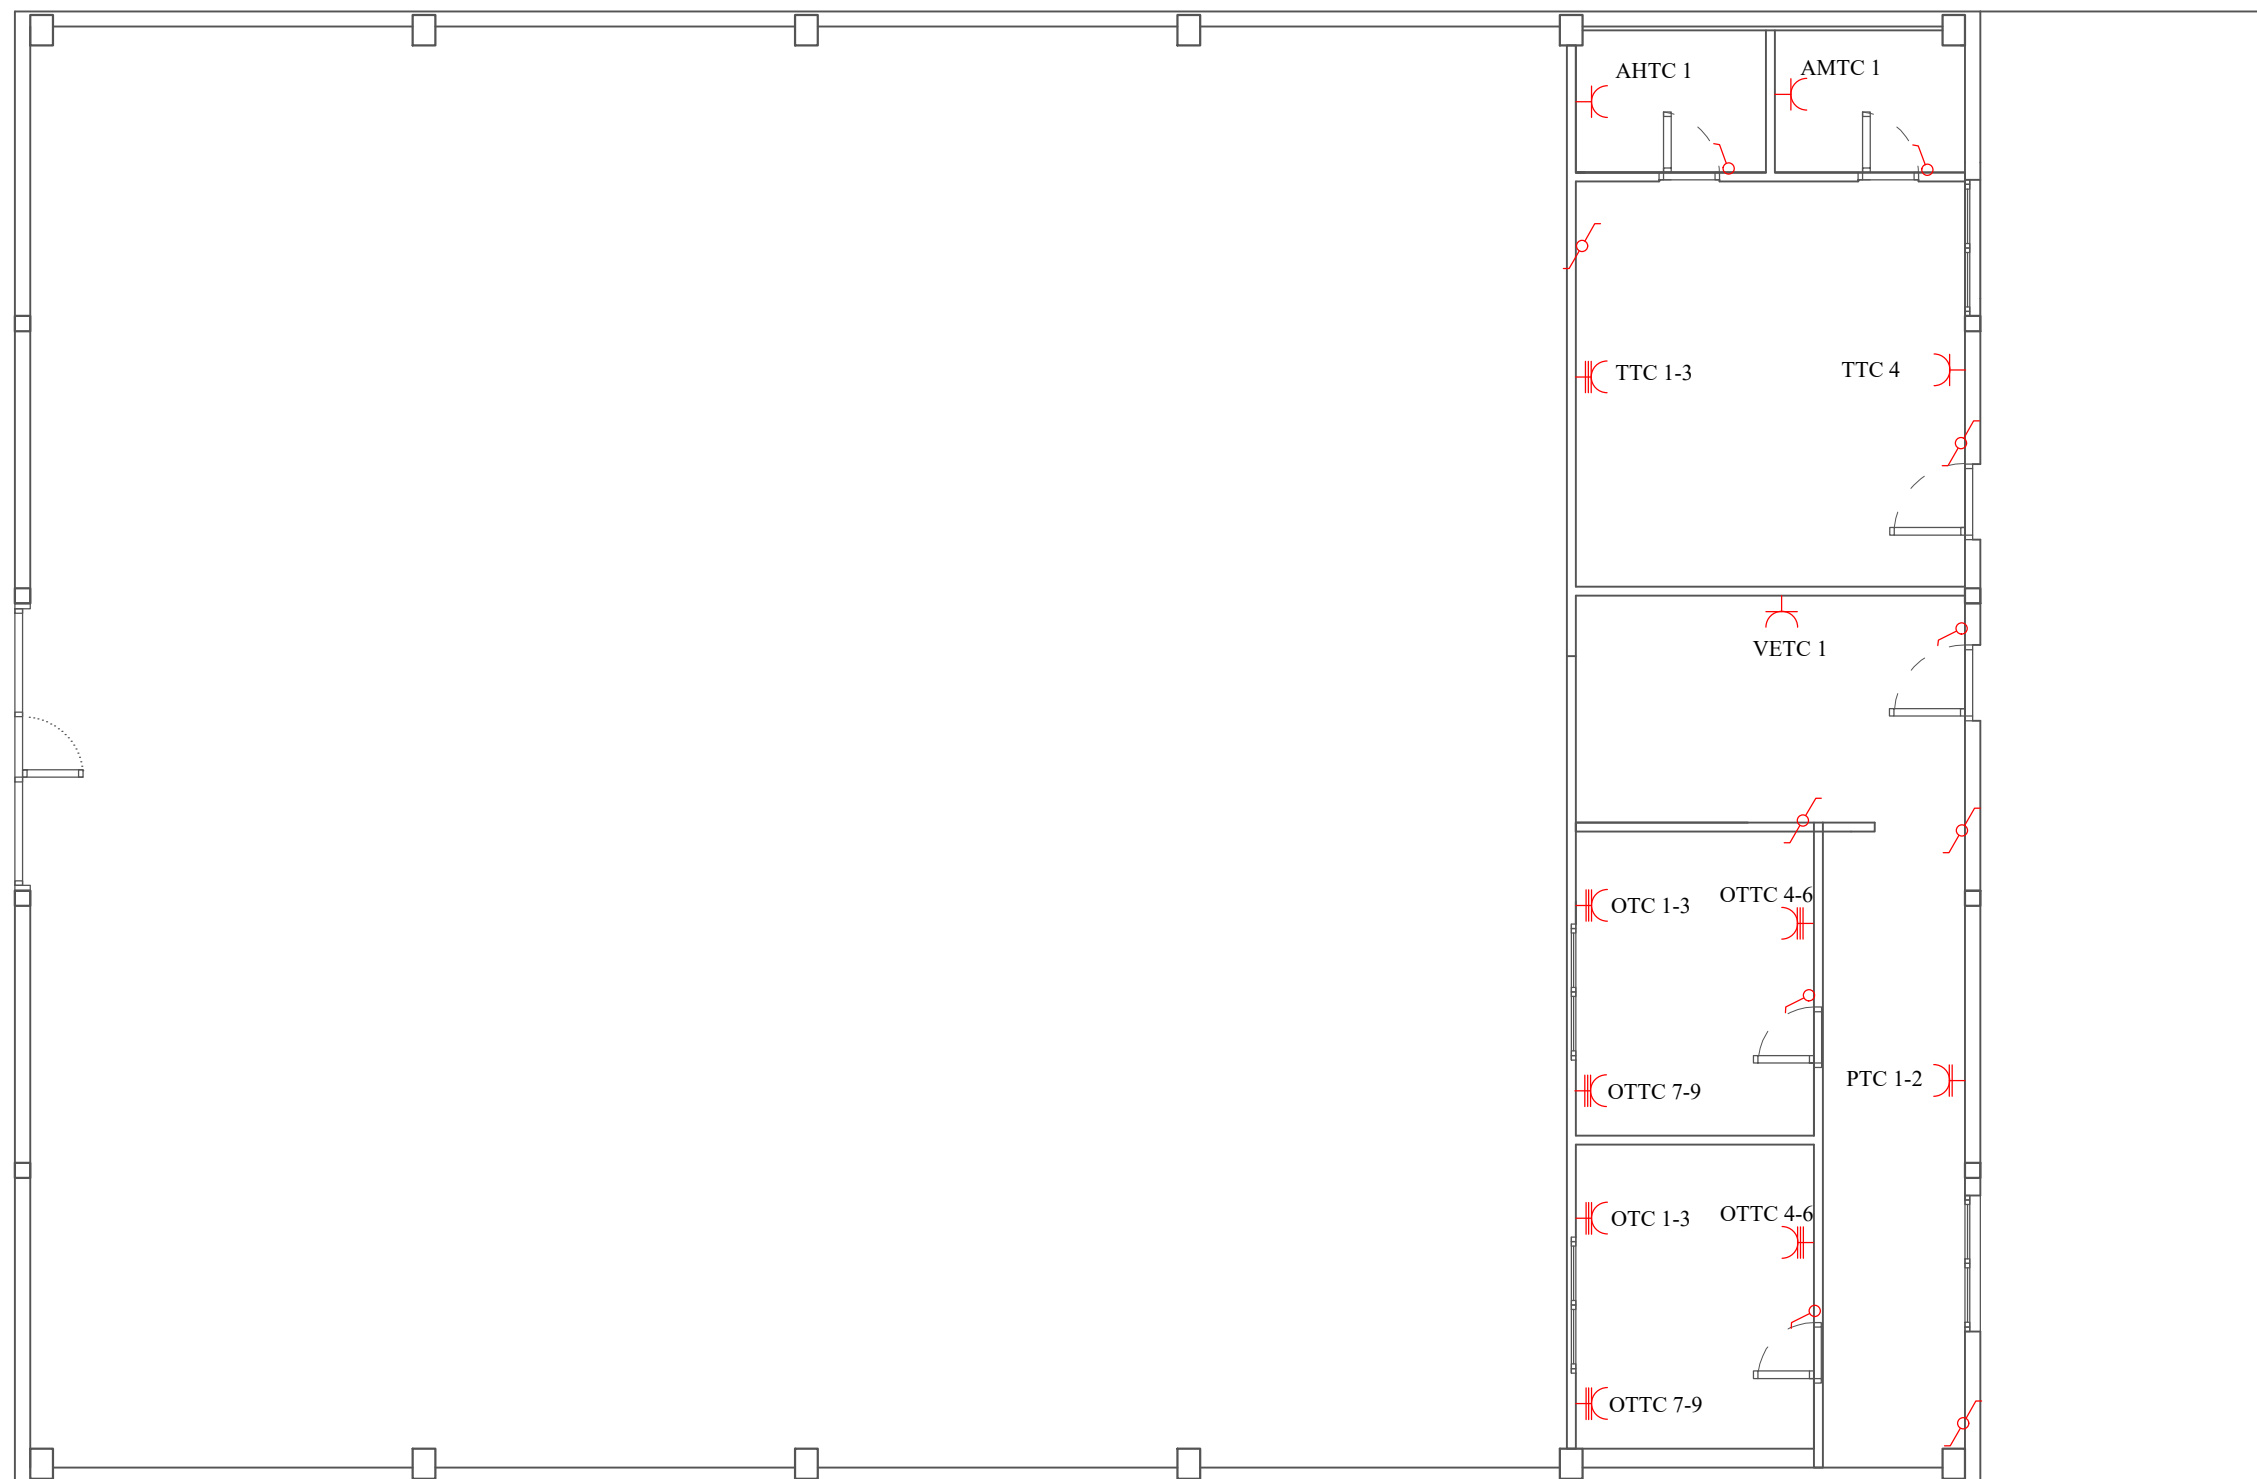 AHTC 1
AMTC 1
TTC 1-3
TTC 4
VETC 1
OTC 1-3
OTTC 4-6
OTTC 7-9
PTC 1-2
OTC 1-3
OTTC 4-6
OTTC 7-9